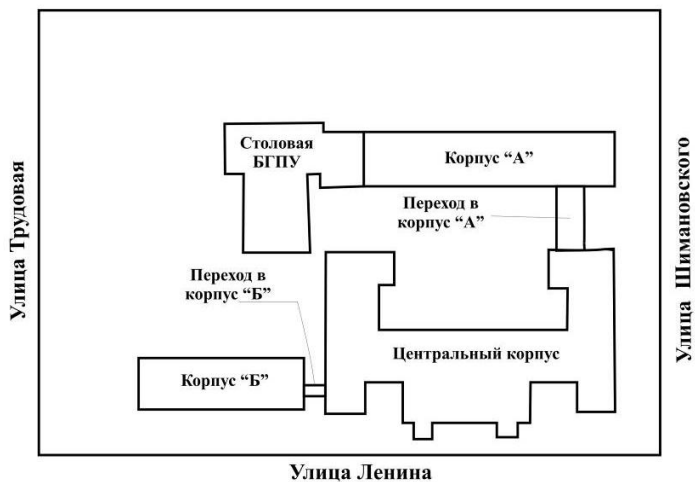 Столовая
БГПУ
Корпус “А”
Переход в
корпус “А”
Улица Трудовая
Улица Шимановского
Переход в
корпус “Б”
Центральный корпус
Корпус “Б”
Улица Ленина